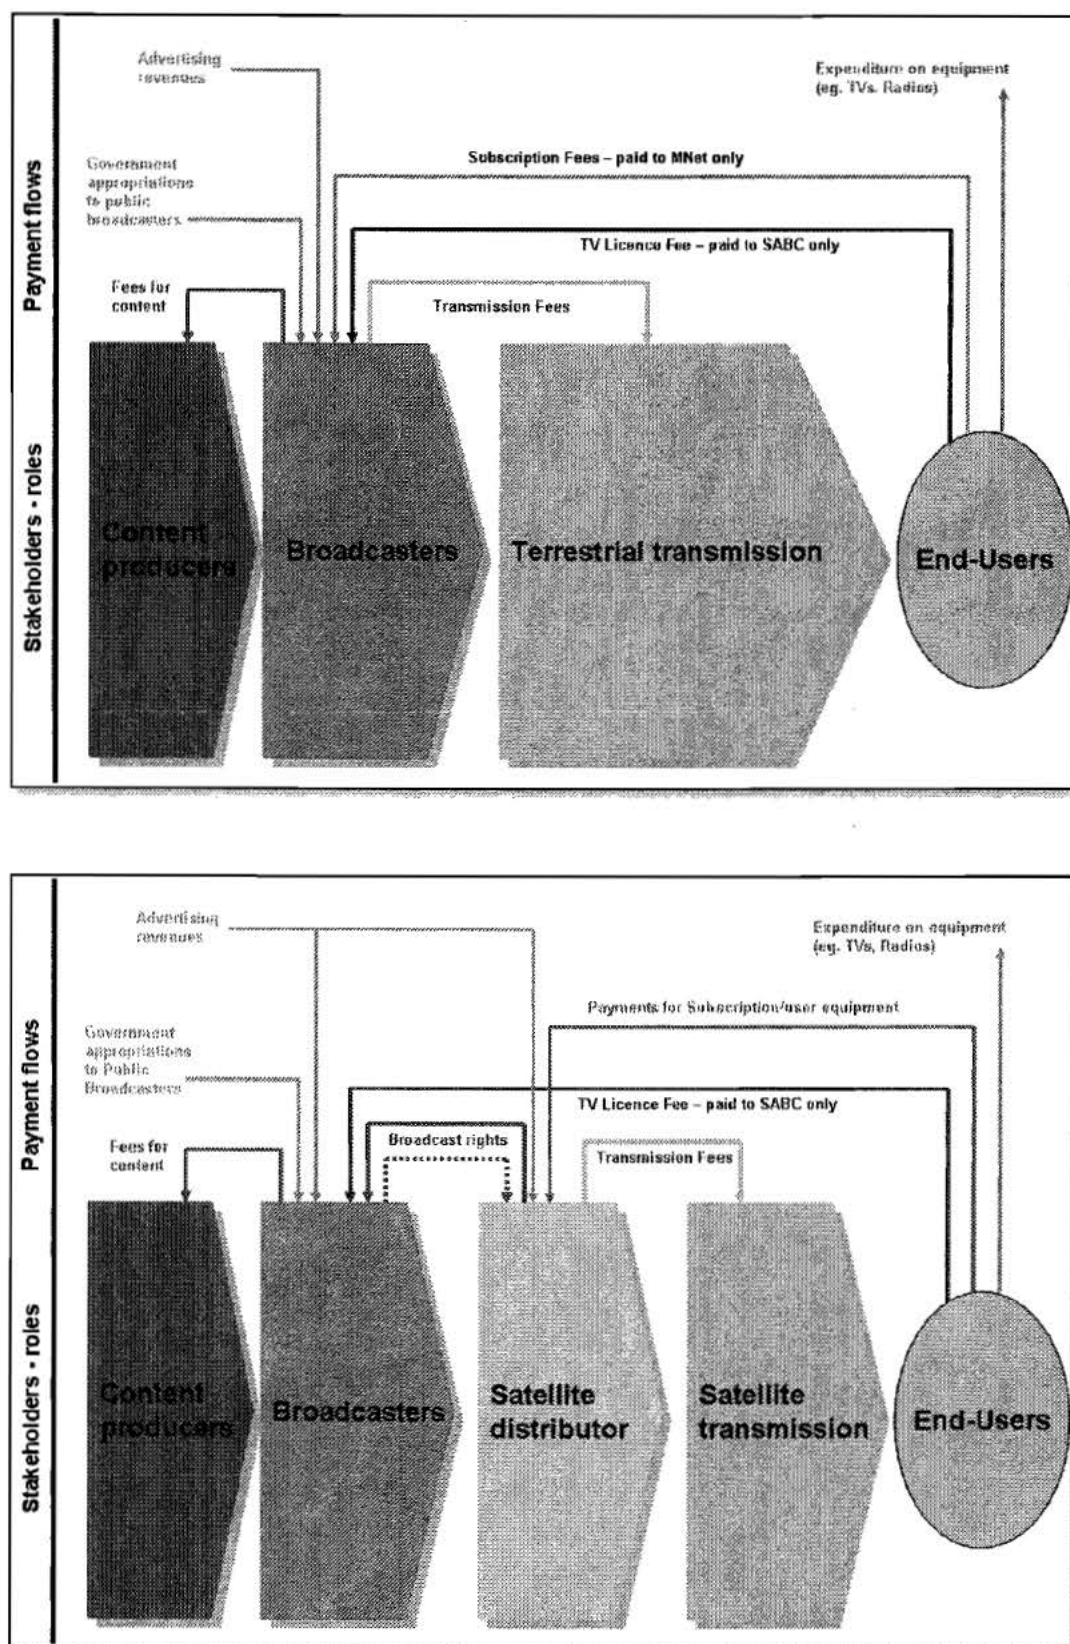 Advertising
revenues
Expenditure on equipment
(eg. TVs. Radios)
Subscription Fees – paid to MNet only
Government
appropriations
to public
broadcasters
TV Licence Fee – paid to SABC only
Fees for
content
Transmission Fees
Payment flows
Stakeholders - roles
Content
producers
Broadcasters
Terrestrial transmission
End-Users
Advertising
revenues
Expenditure on equipment
(eg. TVs, Radios)
Payments for Subscription/user equipment
Government
appropriations
to Public
Broadcasters
TV Licence Fee – paid to SABC only
Fees for
content
Broadcast rights
Transmission Fees
Payment flows
Stakeholders - roles
Content
producers
Broadcasters
Satellite
distributor
Satellite
transmission
End-Users